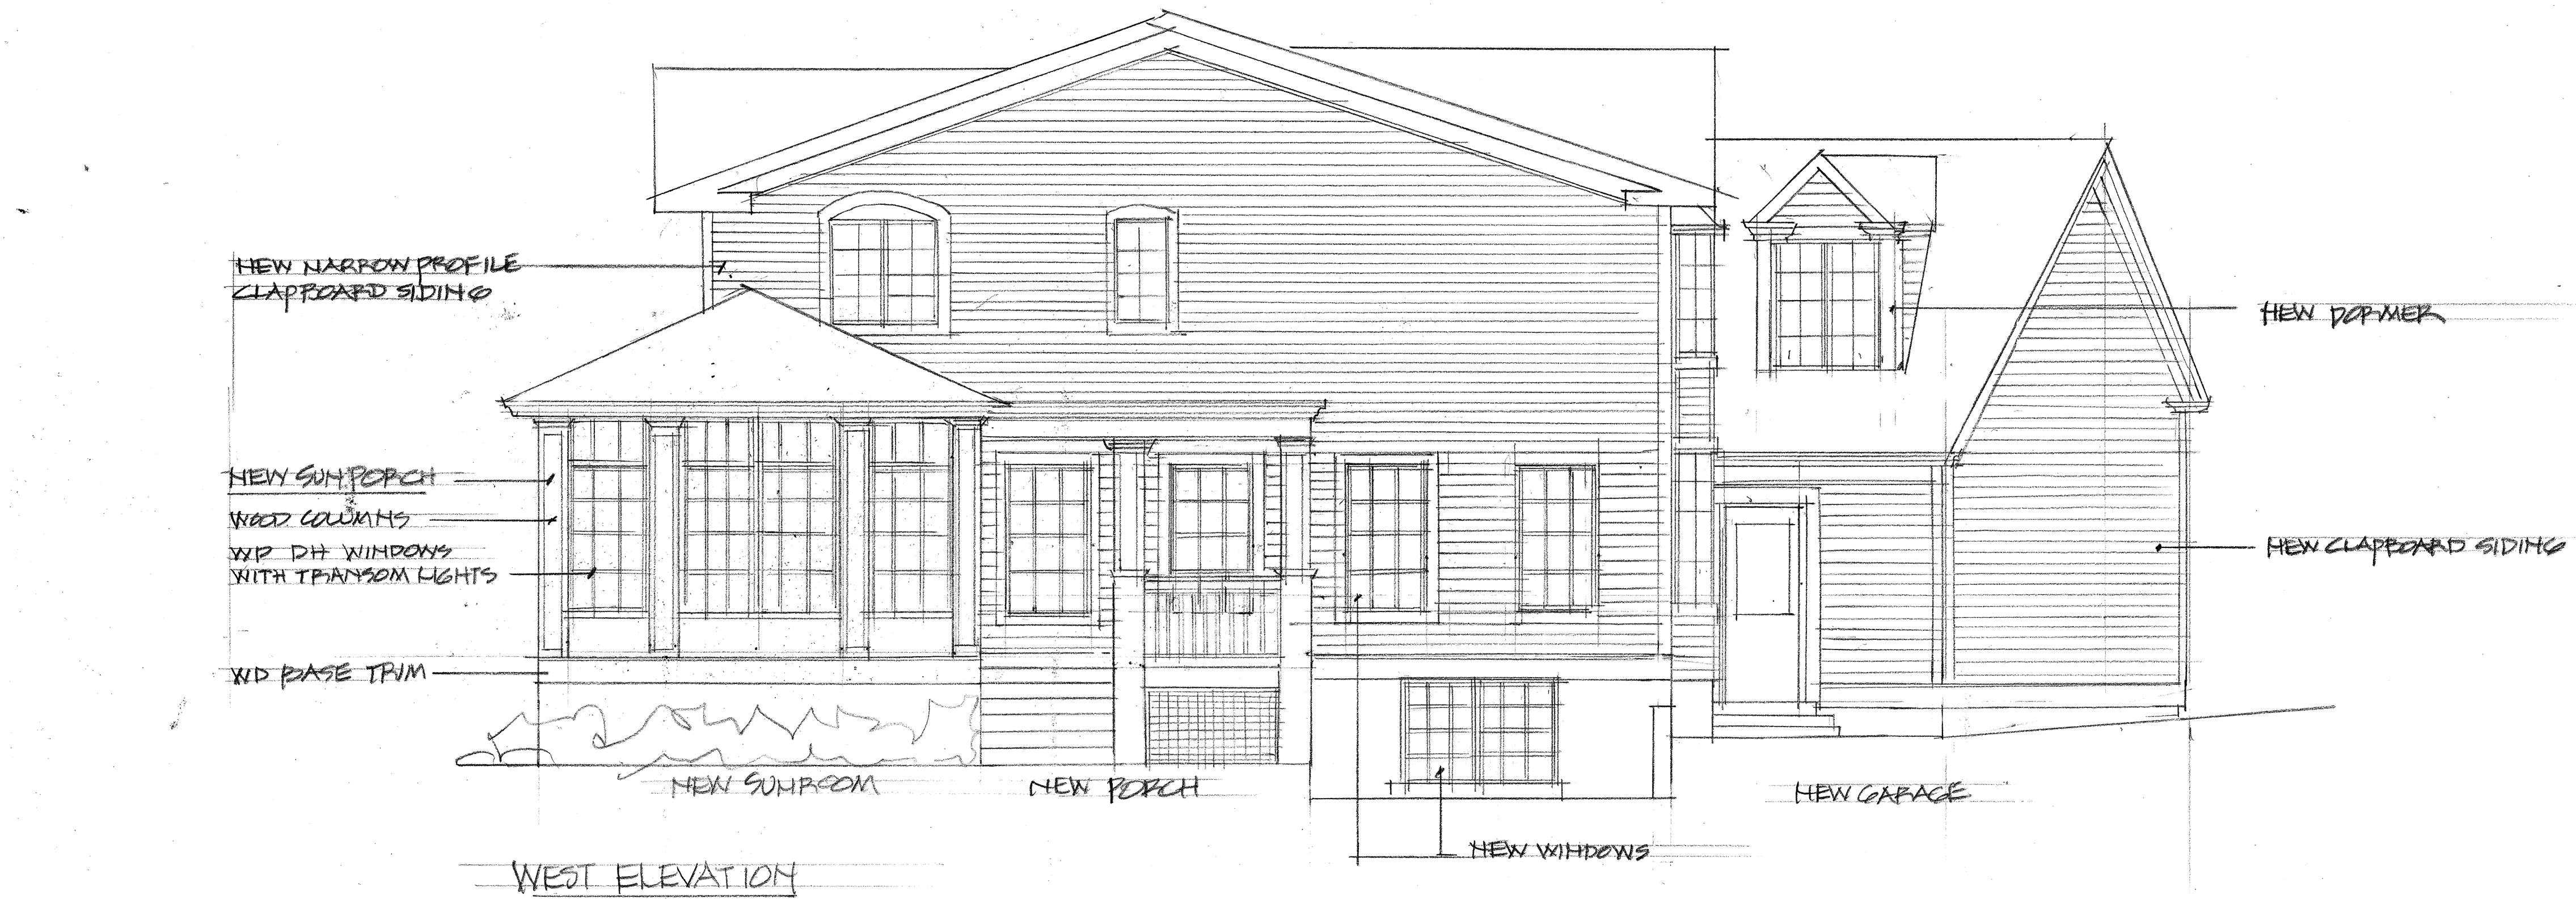 NEW NARROW PROFILE
CLAPBOARD SIDING
NEW SUN PORCH
WOOD COLUMNS
WD DH WINDOWS
WITH TRANSOM LIGHTS
WD BASE TRIM
NEW DORMER
NEW CLAPBOARD SIDING
NEW SUNROOM
NEW PORCH
NEW GARAGE
NEW WINDOWS
WEST ELEVATION